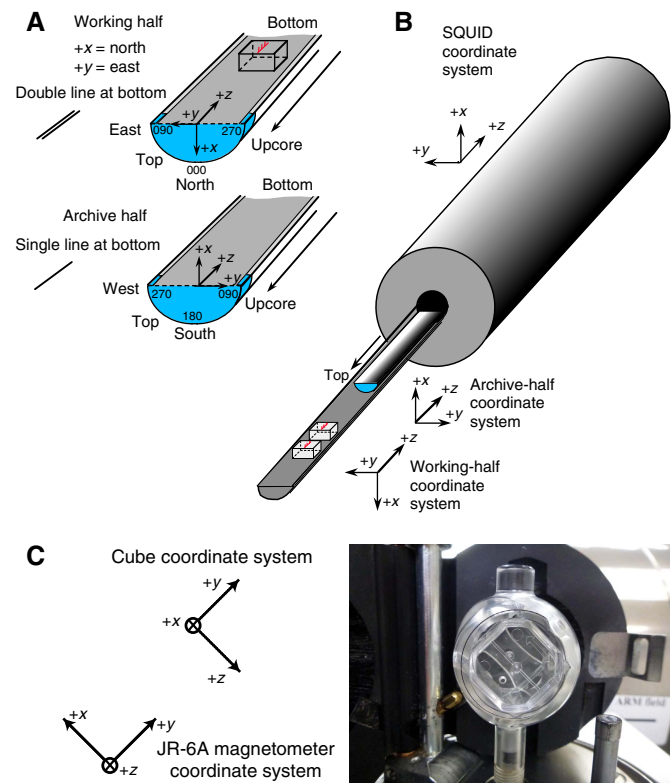 A
Working half
+x = north
+y = east
Double line at bottom
Bottom
+z
+y
+x
East
090
270
Top
000
North
Upcore
Archive half
Single line at bottom
Bottom
+x
+z
+y
West
270
090
Top
180
South
Upcore
B
SQUID
coordinate
system
+x
+z
+y
Top
+x
+z
+y
Archive-half
coordinate
system
+z
+y
+x
Working-half
coordinate
system
C
Cube coordinate system
+y
+x
+z
+x
+y
+z
JR-6A magnetometer
coordinate system
ARM field